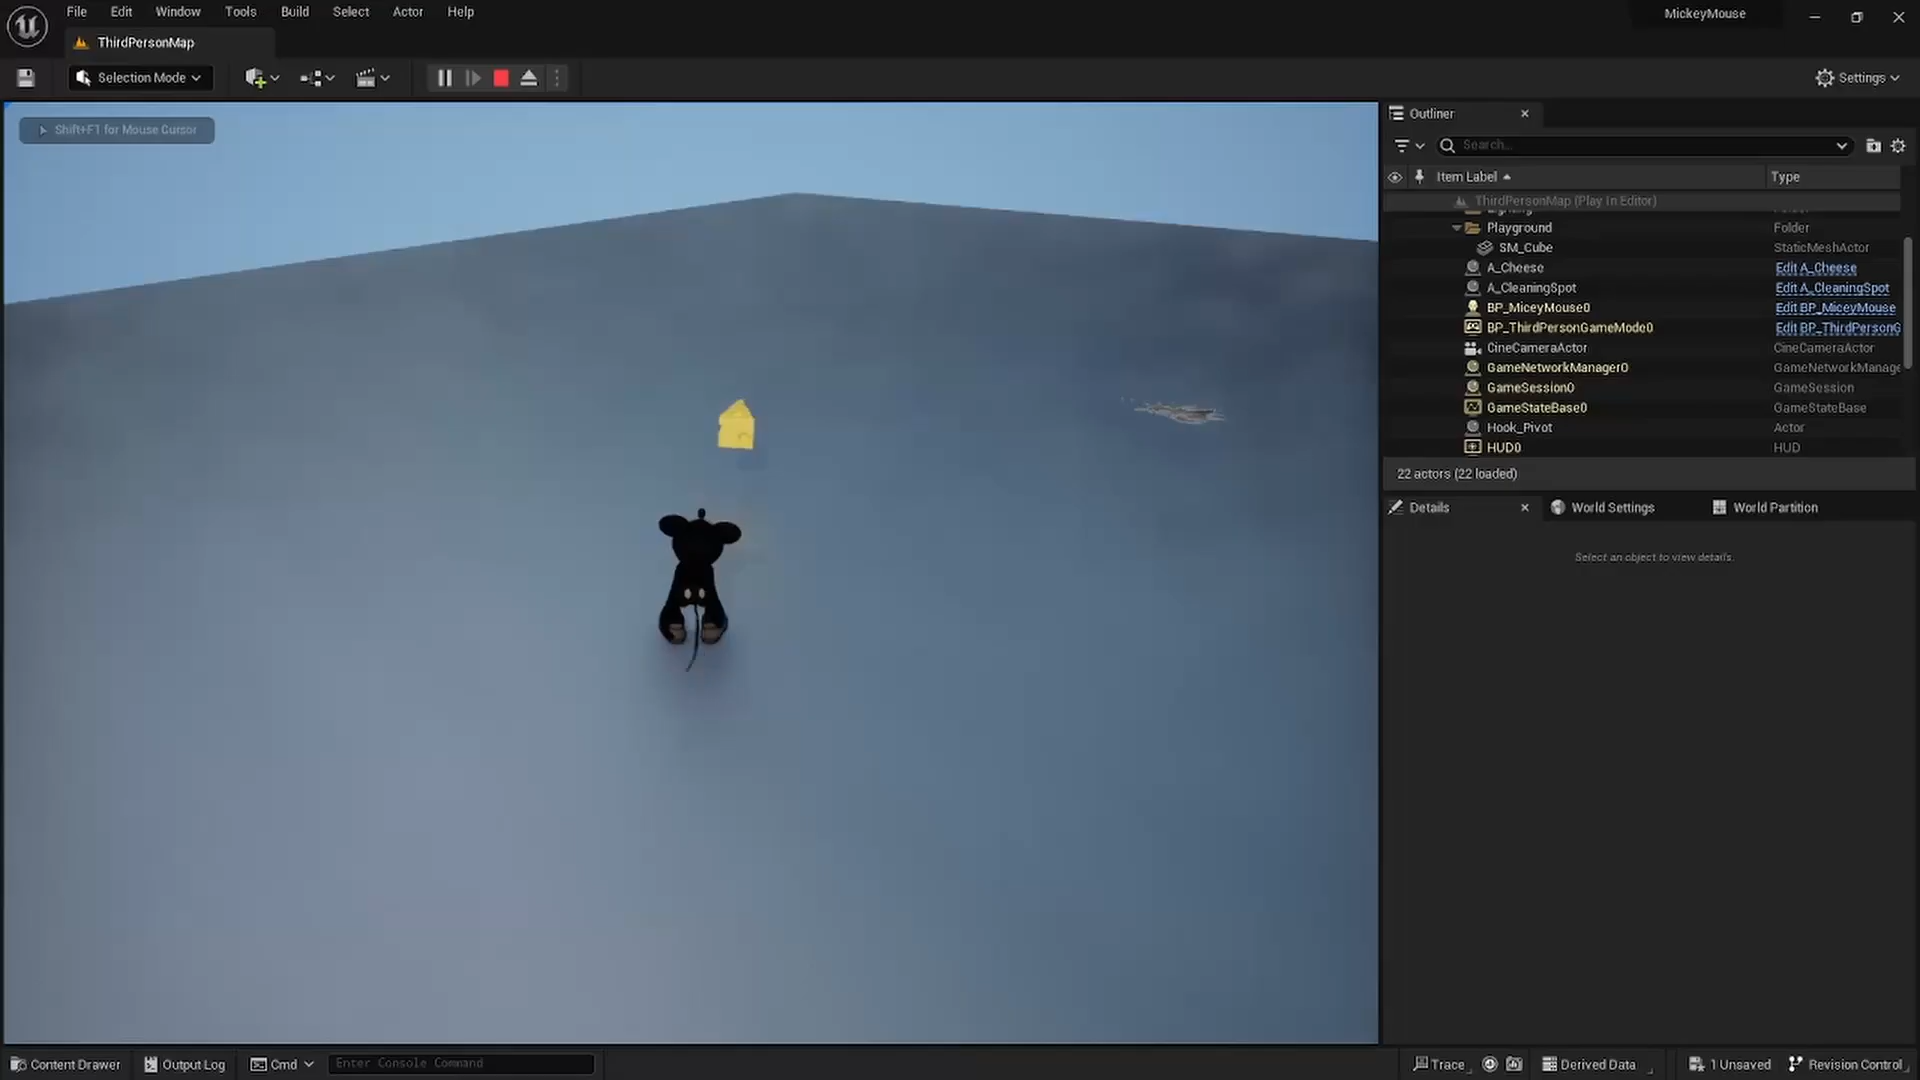 File Edit Window Tools Build Select Actor Help
MickeyMouse
ThirdPersonMap
Selection Mode
Settings
Shift+F1 for Mouse Cursor
Outliner
Search...
Item Label Type
ThirdPersonMap (Play In Editor)
Playground Folder
SM_Cube StaticMeshActor
A_Cheese Edit A_Cheese
A_CleaningSpot Edit A_CleaningSpot
BP_MiceyMouse0 Edit BP_MiceyMouse
BP_ThirdPersonGameMode0 Edit BP_ThirdPersonG
CineCameraActor CineCameraActor
GameNetworkManager0 GameNetworkManage
GameSession0 GameSession
GameStateBase0 GameStateBase
Hook_Pivot Actor
HUD0 HUD
22 actors (22 loaded)
Details World Settings World Partition
Select an object to view details.
Content Drawer Output Log Cmd Enter Console Command
Trace Derived Data 1 Unsaved Revision Control